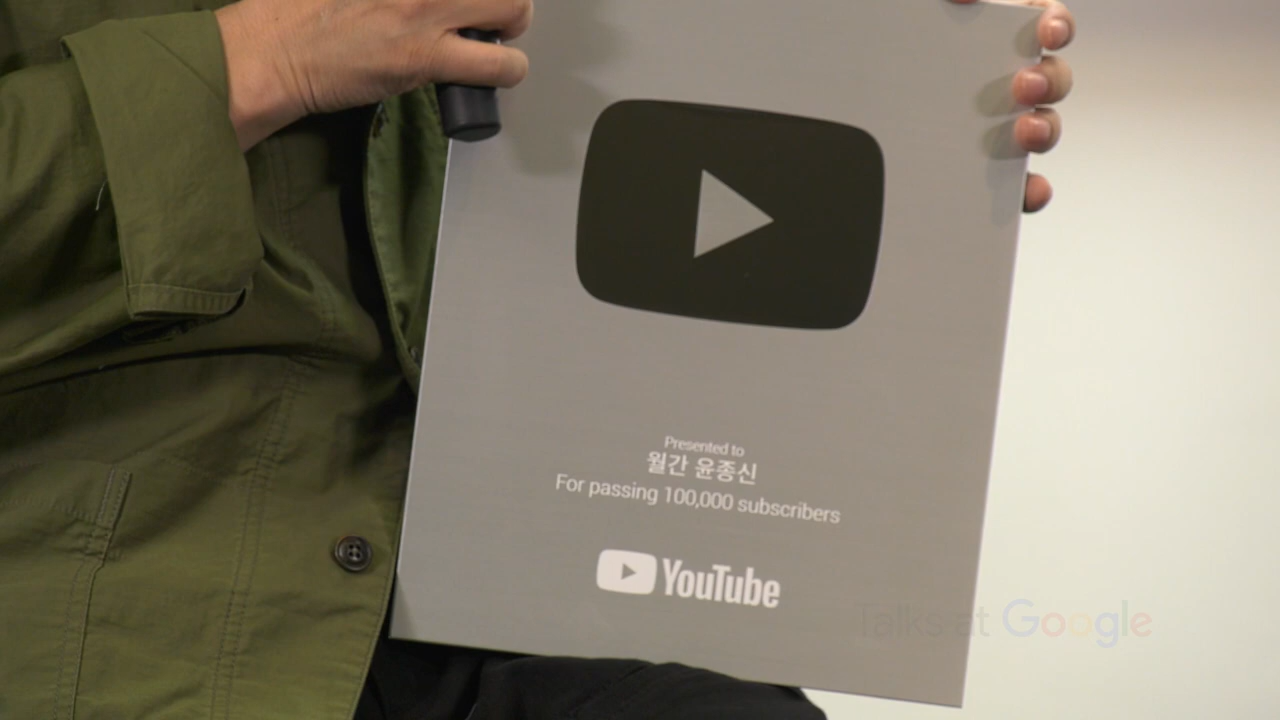 Presented to
월간 윤종신
For passing 100,000 subscribers
YouTube
Talks at Google